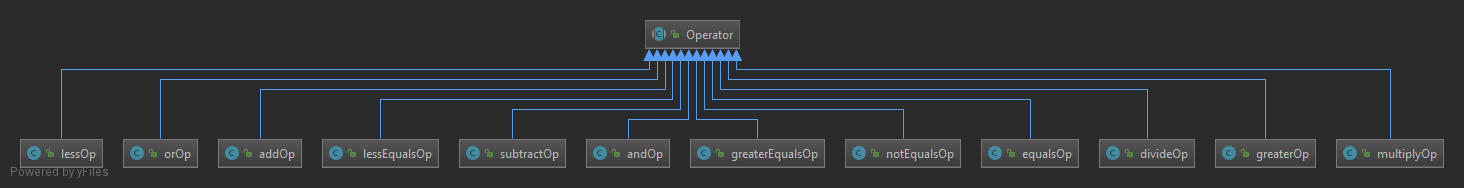 Operator
lessOp orOp addOp lessEqualsOp subtractOp andOp greaterEqualsOp notEqualsOp equalsOp divideOp greaterOp multiplyOp
Powered by yFiles